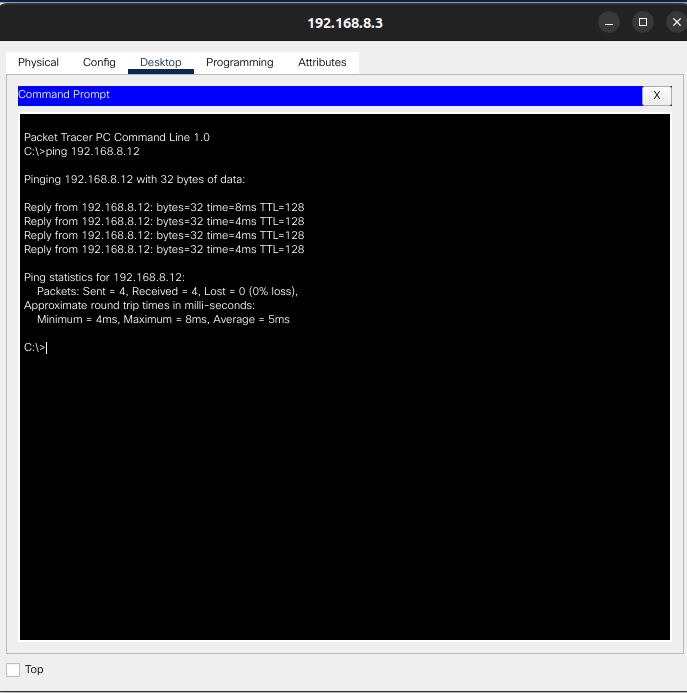 192.168.8.3
Physical Config Desktop Programming Attributes
Command Prompt X
Packet Tracer PC Command Line 1.0
C:\>ping 192.168.8.12
Pinging 192.168.8.12 with 32 bytes of data:
Reply from 192.168.8.12: bytes=32 time=8ms TTL=128
Reply from 192.168.8.12: bytes=32 time=4ms TTL=128
Reply from 192.168.8.12: bytes=32 time=4ms TTL=128
Reply from 192.168.8.12: bytes=32 time=4ms TTL=128
Ping statistics for 192.168.8.12:
Packets: Sent = 4, Received = 4, Lost = 0 (0% loss),
Approximate round trip times in milli-seconds:
Minimum = 4ms, Maximum = 8ms, Average = 5ms
C:\>
Top